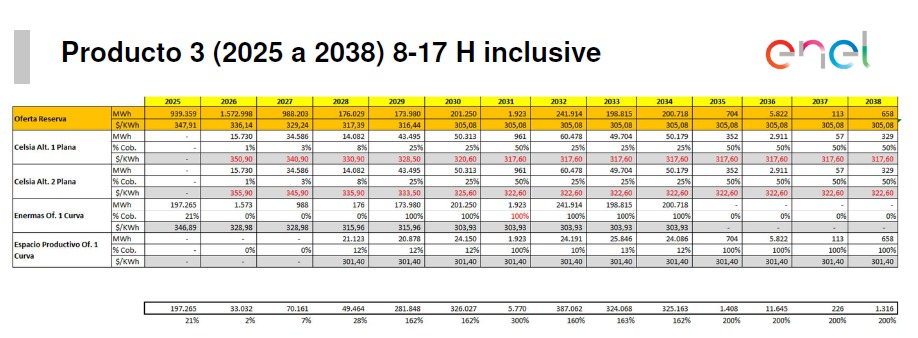 Producto 3 (2025 a 2038) 8-17 H inclusive
enel
2025 2026 2027 2028 2029 2030 2031 2032 2033 2034 2035 2036 2037 2038
Oferta Reserva
MWh 939.359 1.572.998 988.203 176.029 173.980 201.250 1.923 241.914 198.815 200.718 704 5.822 113 658
$/KWh 347,91 336,14 329,24 317,39 316,44 305,08 305,08 305,08 305,08 305,08 305,08 305,08 305,08 305,08
Celsia Alt. 1 Plana
MWh - 15.730 34.586 14.082 43.495 50.313 961 60.478 49.704 50.179 352 2.911 57 329
% Cob. - 1% 3% 8% 25% 25% 50% 25% 25% 25% 50% 50% 50% 50%
$/KWh - 350,90 340,90 330,90 328,50 320,60 317,60 317,60 317,60 317,60 317,60 317,60 317,60 317,60
Celsia Alt. 2 Plana
MWh - 15.730 34.586 14.082 43.495 50.313 961 60.478 49.704 50.179 352 2.911 57 329
% Cob. - 1% 3% 8% 25% 25% 50% 25% 25% 25% 50% 50% 50% 50%
$/KWh - 355,90 345,90 335,90 333,50 325,60 322,60 322,60 322,60 322,60 322,60 322,60 322,60 322,60
Enermas Of. 1 Curva
MWh 197.265 1.573 988 176 173.980 201.250 1.923 241.914 198.815 200.718 - - - -
% Cob. 21% 0% 0% 0% 100% 100% 100% 100% 100% 100% 0% 0% 0% 0%
$/KWh 346,89 328,98 328,98 315,96 315,96 303,93 303,93 303,93 303,93 303,93 - - - -
Espacio Productivo Of. 1 Curva
MWh - - - 21.123 20.878 24.150 1.923 24.191 25.846 24.086 704 5.822 113 658
% Cob. - 0% 0% 12% 12% 12% 100% 10% 13% 12% 100% 100% 100% 100%
$/KWh - - - 301,40 301,40 301,40 301,40 301,40 301,40 301,40 301,40 301,40 301,40 301,40
197.265 33.032 70.161 49.464 281.848 326.027 5.770 387.062 324.068 325.163 1.408 11.645 226 1.316
21% 2% 7% 28% 162% 162% 300% 160% 163% 162% 200% 200% 200% 200%